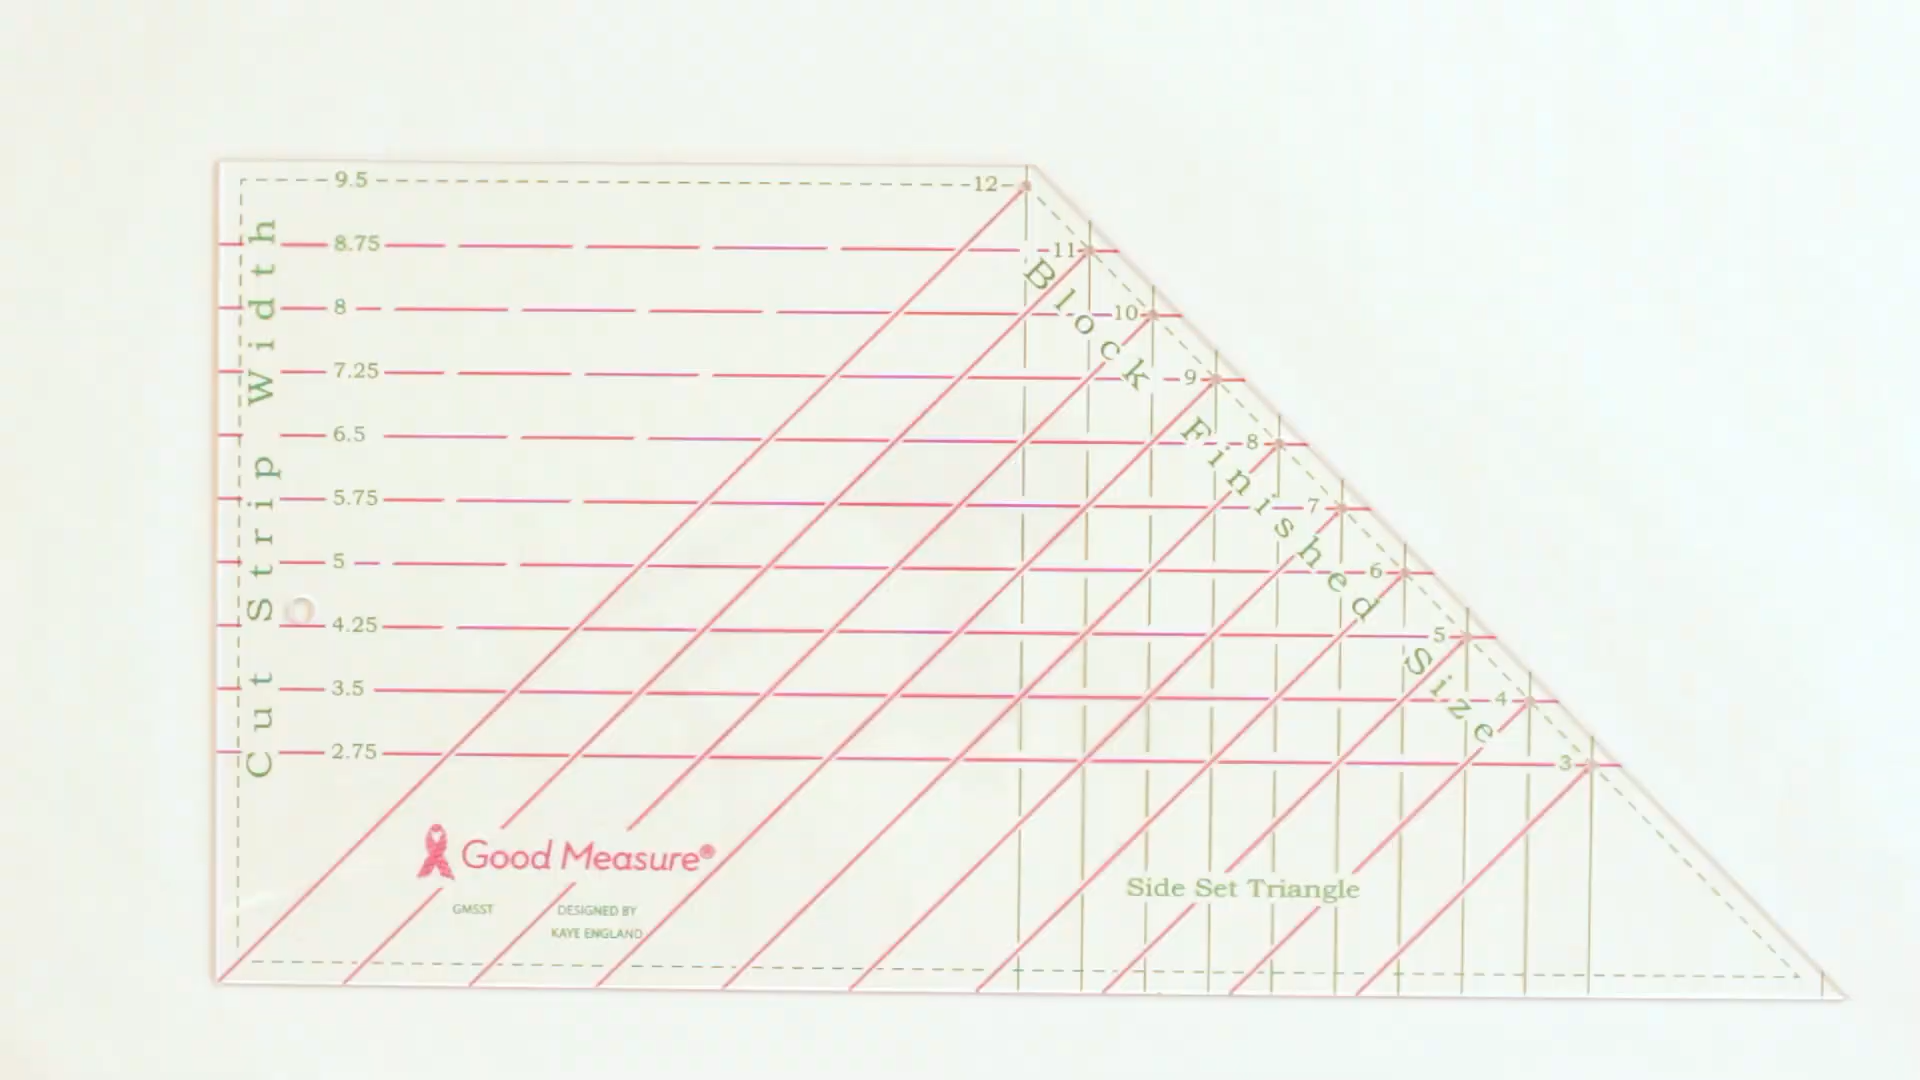 9.5
12
8.75
11
8
10
7.25
9
6.5
8
5.75
7
5
6
4.25
5
3.5
4
2.75
3
Cut Strip Width
Block Finished Size
Good Measure®
GMSST
DESIGNED BY
KAYE ENGLAND
Side Set Triangle